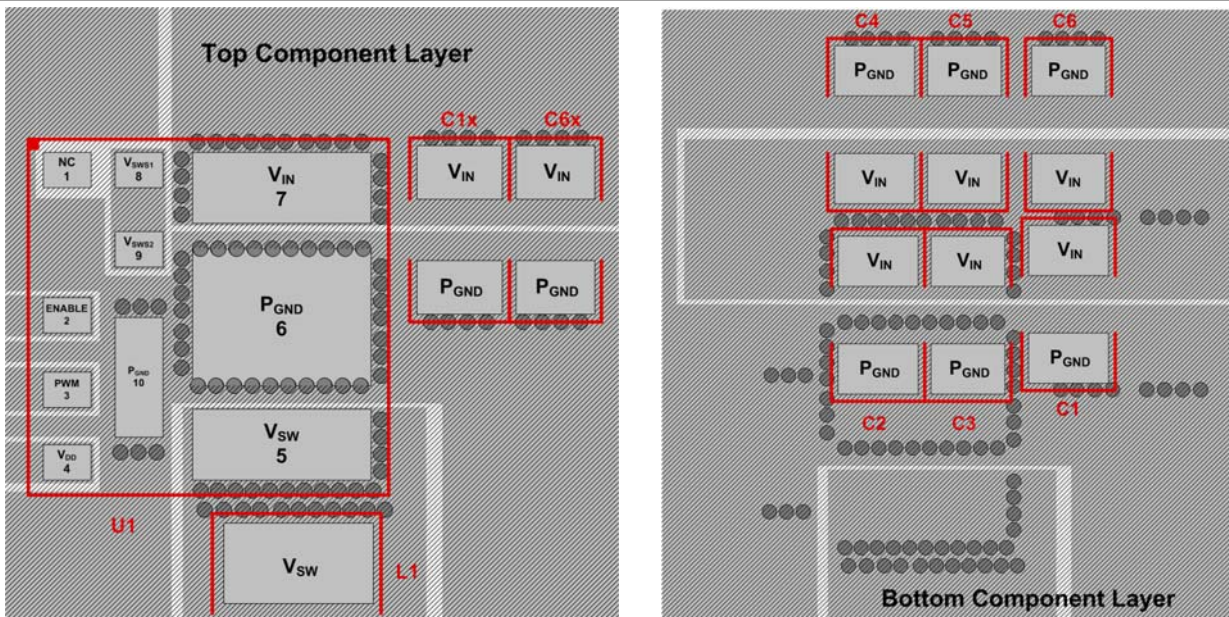 Top Component Layer
C1x C6x
NC
1
VSWS1
8
VIN
7
VIN VIN
VSWS2
9
ENABLE
2
PGND
6
PGND PGND
PWM
3
PGND
10
VDD
4
VSW
5
U1
VSW
L1
C4 C5 C6
PGND PGND PGND
VIN VIN VIN
VIN VIN VIN
PGND PGND PGND
C2 C3 C1
Bottom Component Layer